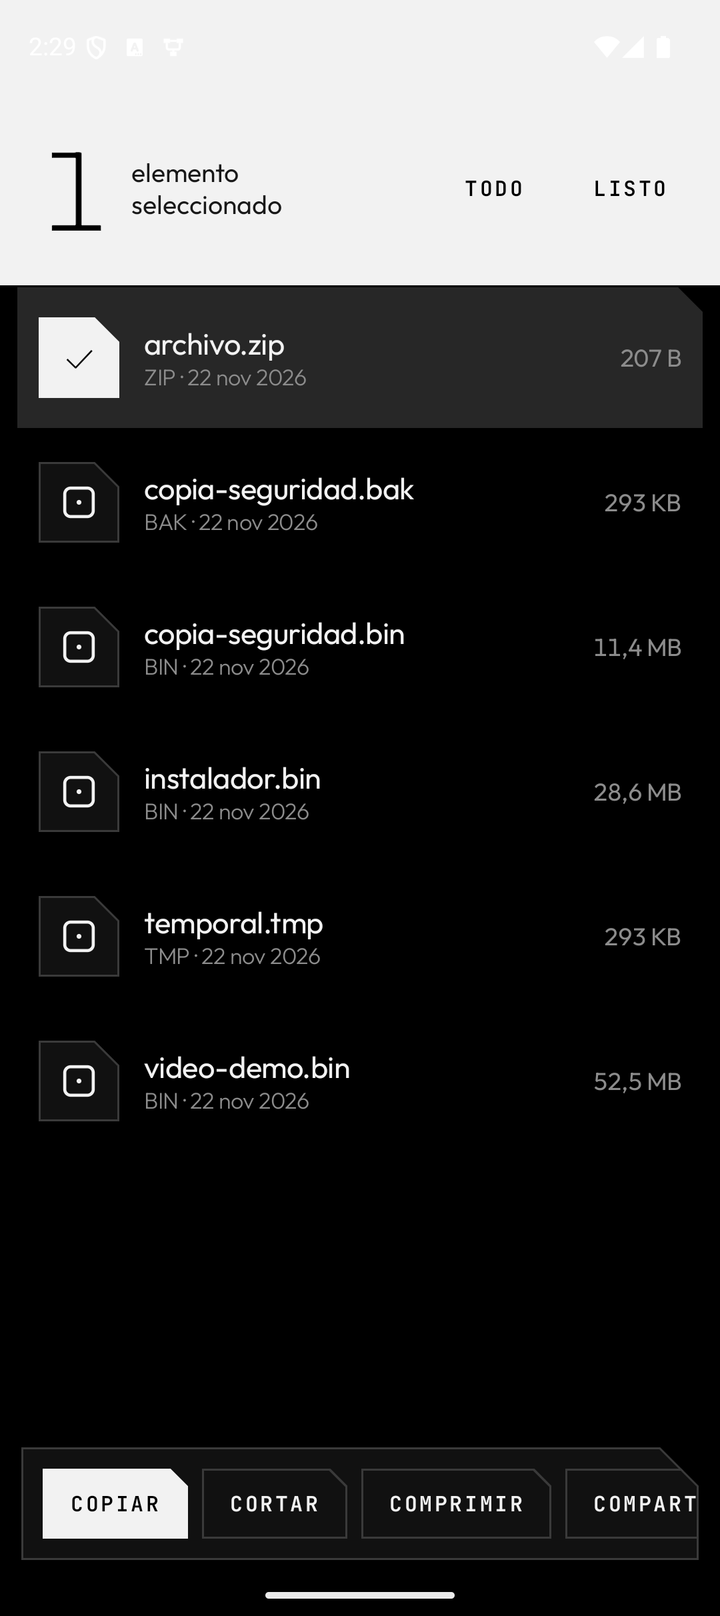 2:29
1
elemento
seleccionado
TODO
LISTO
archivo.zip
ZIP · 22 nov 2026
207 B
copia-seguridad.bak
BAK · 22 nov 2026
293 KB
copia-seguridad.bin
BIN · 22 nov 2026
11,4 MB
instalador.bin
BIN · 22 nov 2026
28,6 MB
temporal.tmp
TMP · 22 nov 2026
293 KB
video-demo.bin
BIN · 22 nov 2026
52,5 MB
COPIAR
CORTAR
COMPRIMIR
COMPART